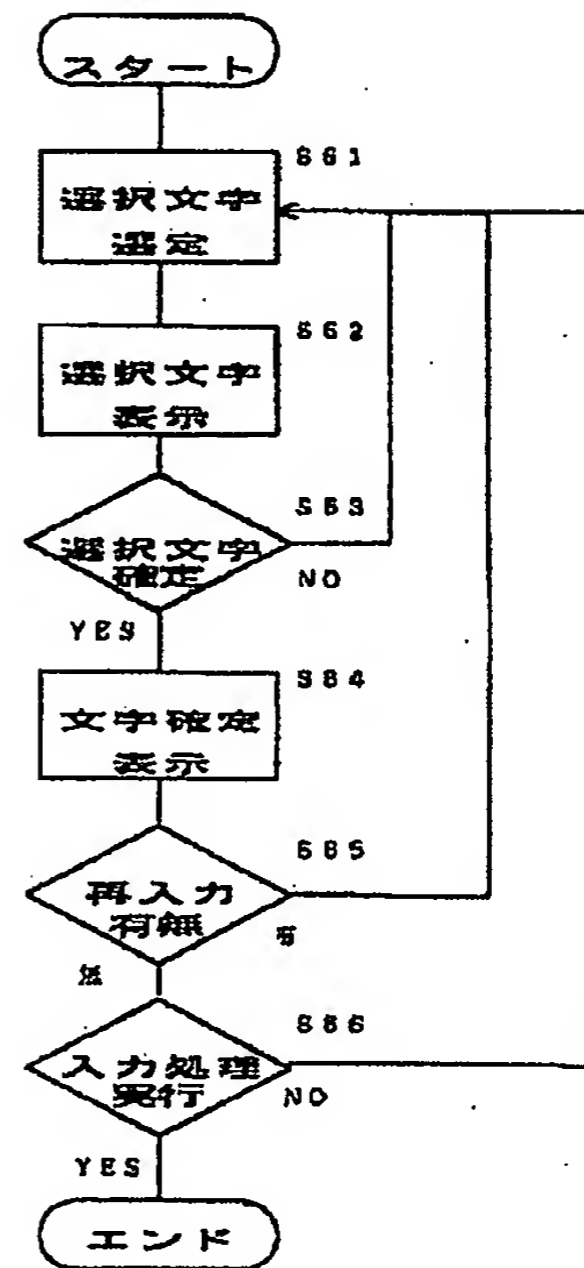 スタート
S61
選択文字
選定
S62
選択文字
表示
S63
選択文字
確定
NO
YES
S64
文字確定
表示
S65
再入力
有無
有
無
S66
入力処理
実行
NO
YES
エンド